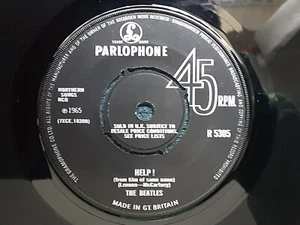 PARLOPHONE
45
RPM
NORTHERN
SONGS
NCB
℗1965
(7XCE.18280)
SOLD IN U.K. SUBJECT TO
RESALE PRICE CONDITIONS,
SEE PRICE LISTS
R 5305
HELP!
(from film of same name)
(Lennon—McCartney)
THE BEATLES
MADE IN GT. BRITAIN